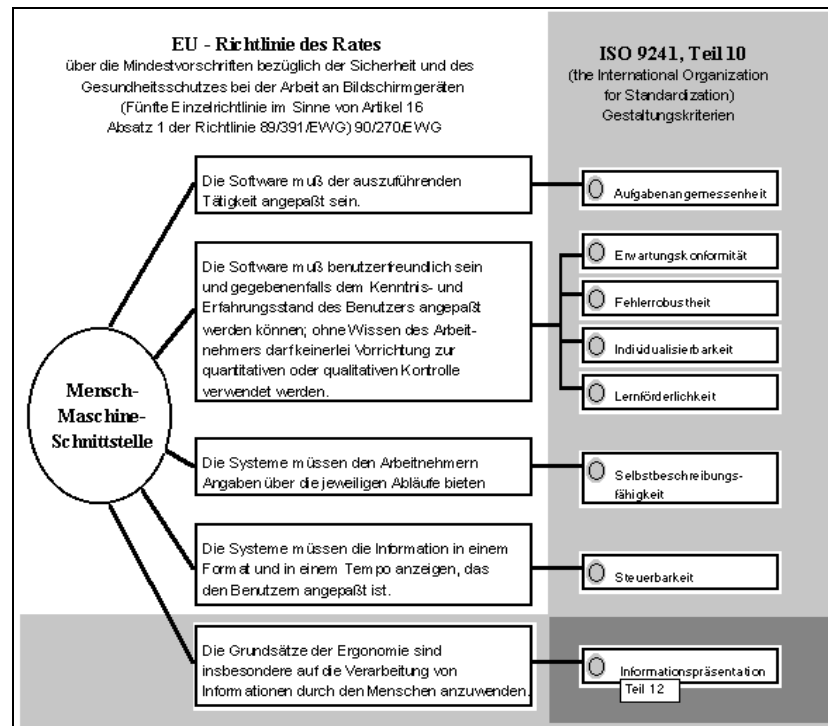 EU - Richtlinie des Rates
über die Mindestvorschriften bezüglich der Sicherheit und des
Gesundheitsschutzes bei der Arbeit an Bildschirmgeräten
(Fünfte Einzelrichtlinie im Sinne von Artikel 16
Absatz 1 der Richtlinie 89/391/EWG) 90/270/EWG
ISO 9241, Teil 10
(the International Organization
for Standardization)
Gestaltungskriterien
Mensch-
Maschine-
Schnittstelle
Die Software muß der auszuführenden
Tätigkeit angepaßt sein.
Aufgabenangemessenheit
Die Software muß benutzerfreundlich sein
und gegebenenfalls dem Kenntnis- und
Erfahrungsstand des Benutzers angepaßt
werden können; ohne Wissen des Arbeit-
nehmers darf keinerlei Vorrichtung zur
quantitativen oder qualitativen Kontrolle
verwendet werden.
Erwartungskonformität
Fehlerrobustheit
Individualisierbarkeit
Lernförderlichkeit
Die Systeme müssen den Arbeitnehmern
Angaben über die jeweiligen Abläufe bieten
Selbstbeschreibungs-
fähigkeit
Die Systeme müssen die Information in einem
Format und in einem Tempo anzeigen, das
den Benutzern angepaßt ist.
Steuerbarkeit
Die Grundsätze der Ergonomie sind
insbesondere auf die Verarbeitung von
Informationen durch den Menschen anzuwenden.
Informationspräsentation
Teil 12